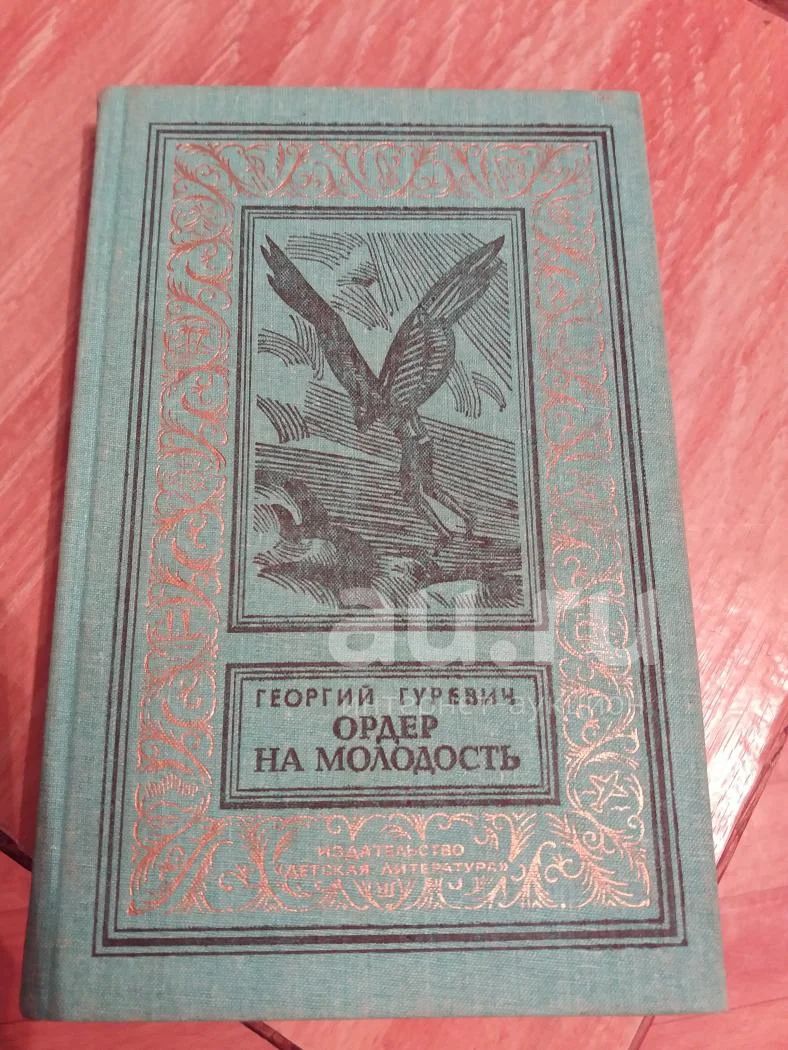 au.ru
ГЕОРГИЙ ГУРЕВИЧ
ОРДЕР
НА МОЛОДОСТЬ
ИЗДАТЕЛЬСТВО
«ДЕТСКАЯ ЛИТЕРАТУРА»